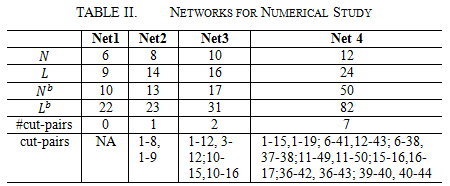 TABLE II. NETWORKS FOR NUMERICAL STUDY
Net1 Net2 Net3 Net 4
N 6 8 10 12
L 9 14 16 24
N^b 10 13 17 50
L^b 22 23 31 82
#cut-pairs 0 1 2 7
cut-pairs NA 1-8, 1-12, 3- 1-15,1-19; 6-41,12-43; 6-38,
1-9 12;10- 37-38;11-49,11-50;15-16,16-
15,10-16 17;36-42, 36-43; 39-40, 40-44